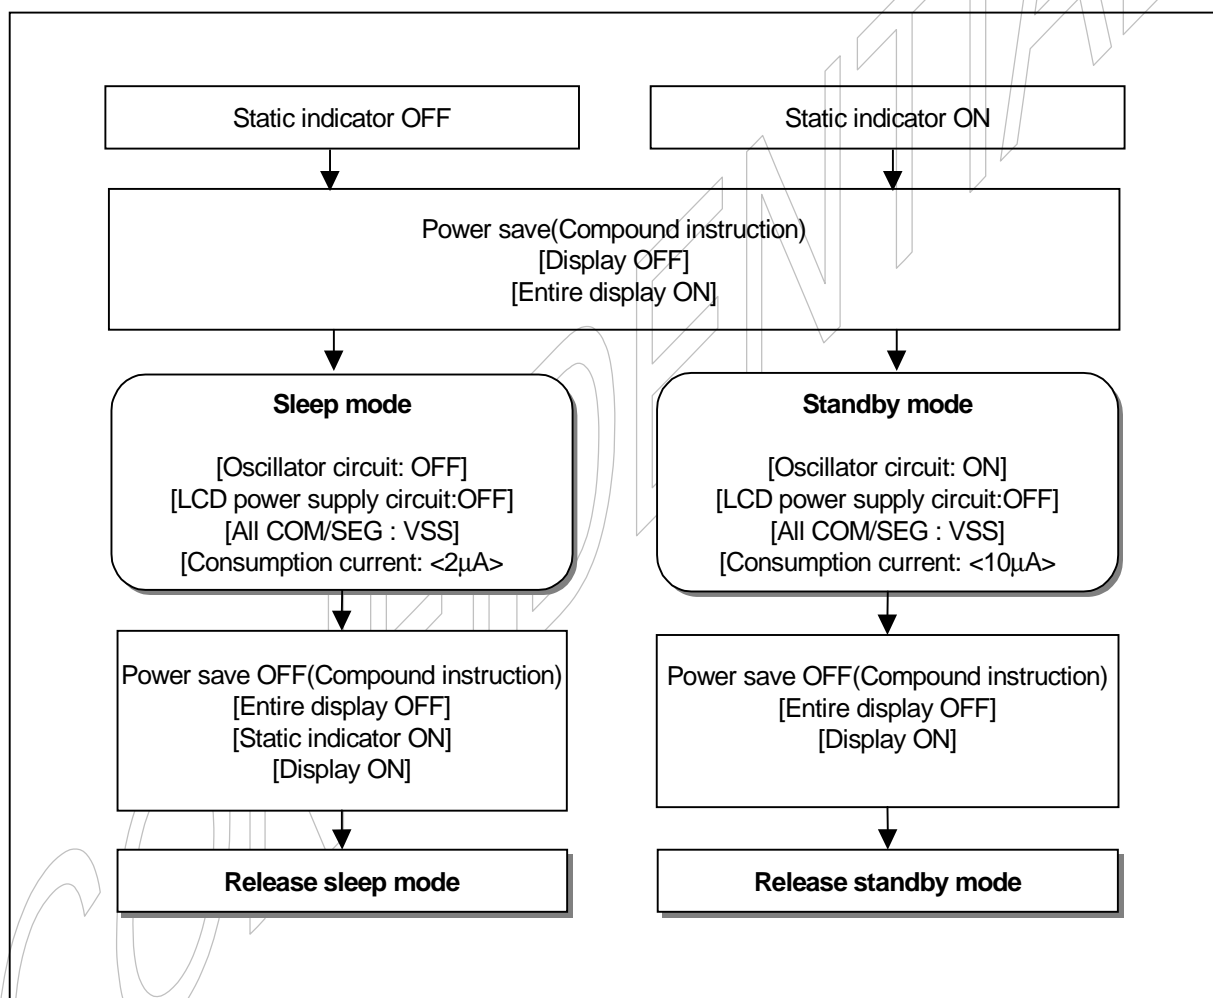 Static indicator OFF
Static indicator ON
Power save(Compound instruction)
[Display OFF]
[Entire display ON]
Sleep mode
[Oscillator circuit: OFF]
[LCD power supply circuit:OFF]
[All COM/SEG : VSS]
[Consumption current: <2μA>
Standby mode
[Oscillator circuit: ON]
[LCD power supply circuit:OFF]
[All COM/SEG : VSS]
[Consumption current: <10μA>
Power save OFF(Compound instruction)
[Entire display OFF]
[Static indicator ON]
[Display ON]
Power save OFF(Compound instruction)
[Entire display OFF]
[Display ON]
Release sleep mode
Release standby mode